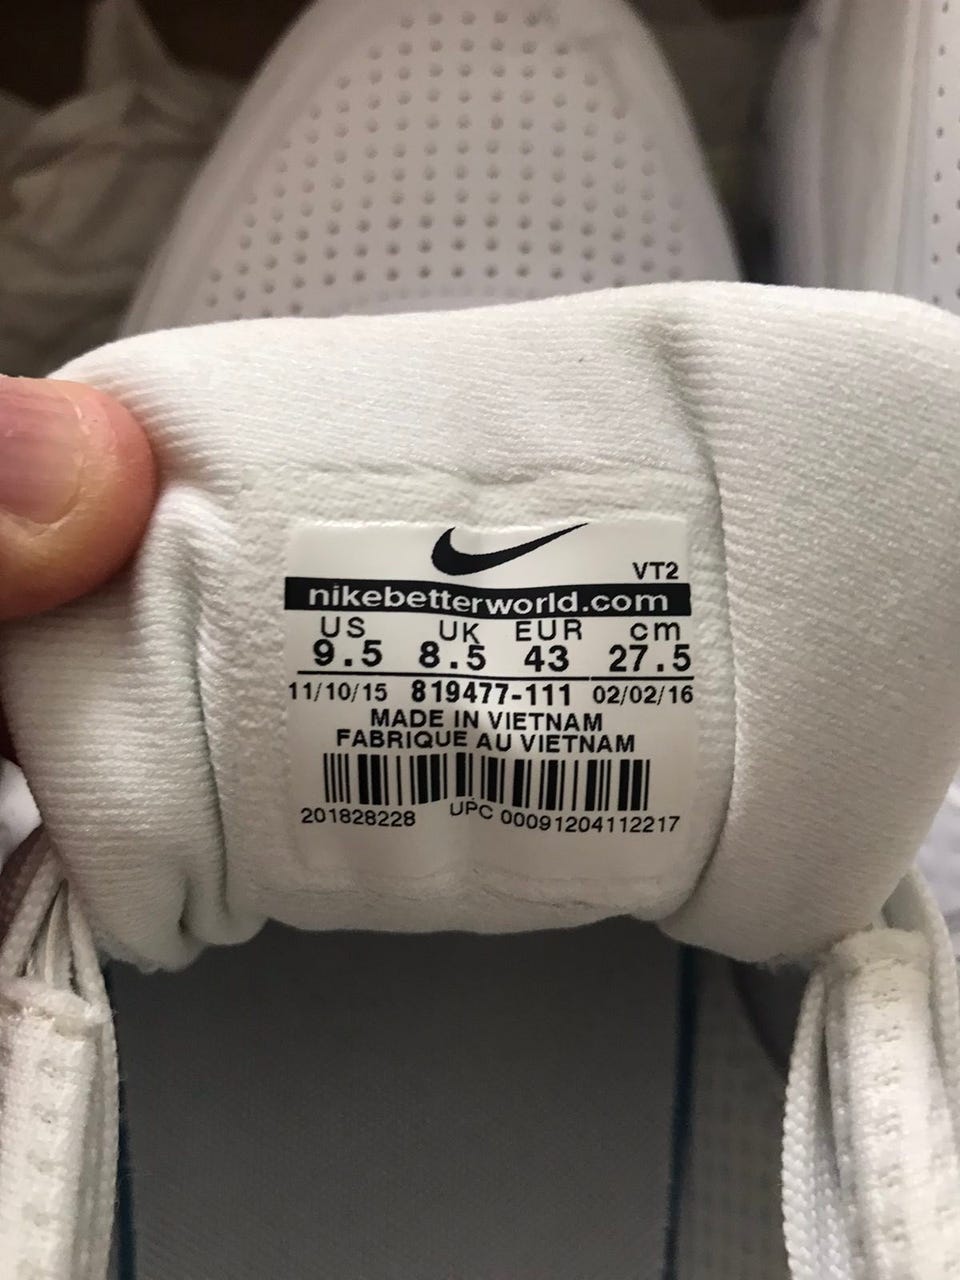 VT2
nikebetterworld.com
US UK EUR cm
9.5 8.5 43 27.5
11/10/15 819477-111 02/02/16
MADE IN VIETNAM
FABRIQUE AU VIETNAM
201828228 UPC 00091204112217